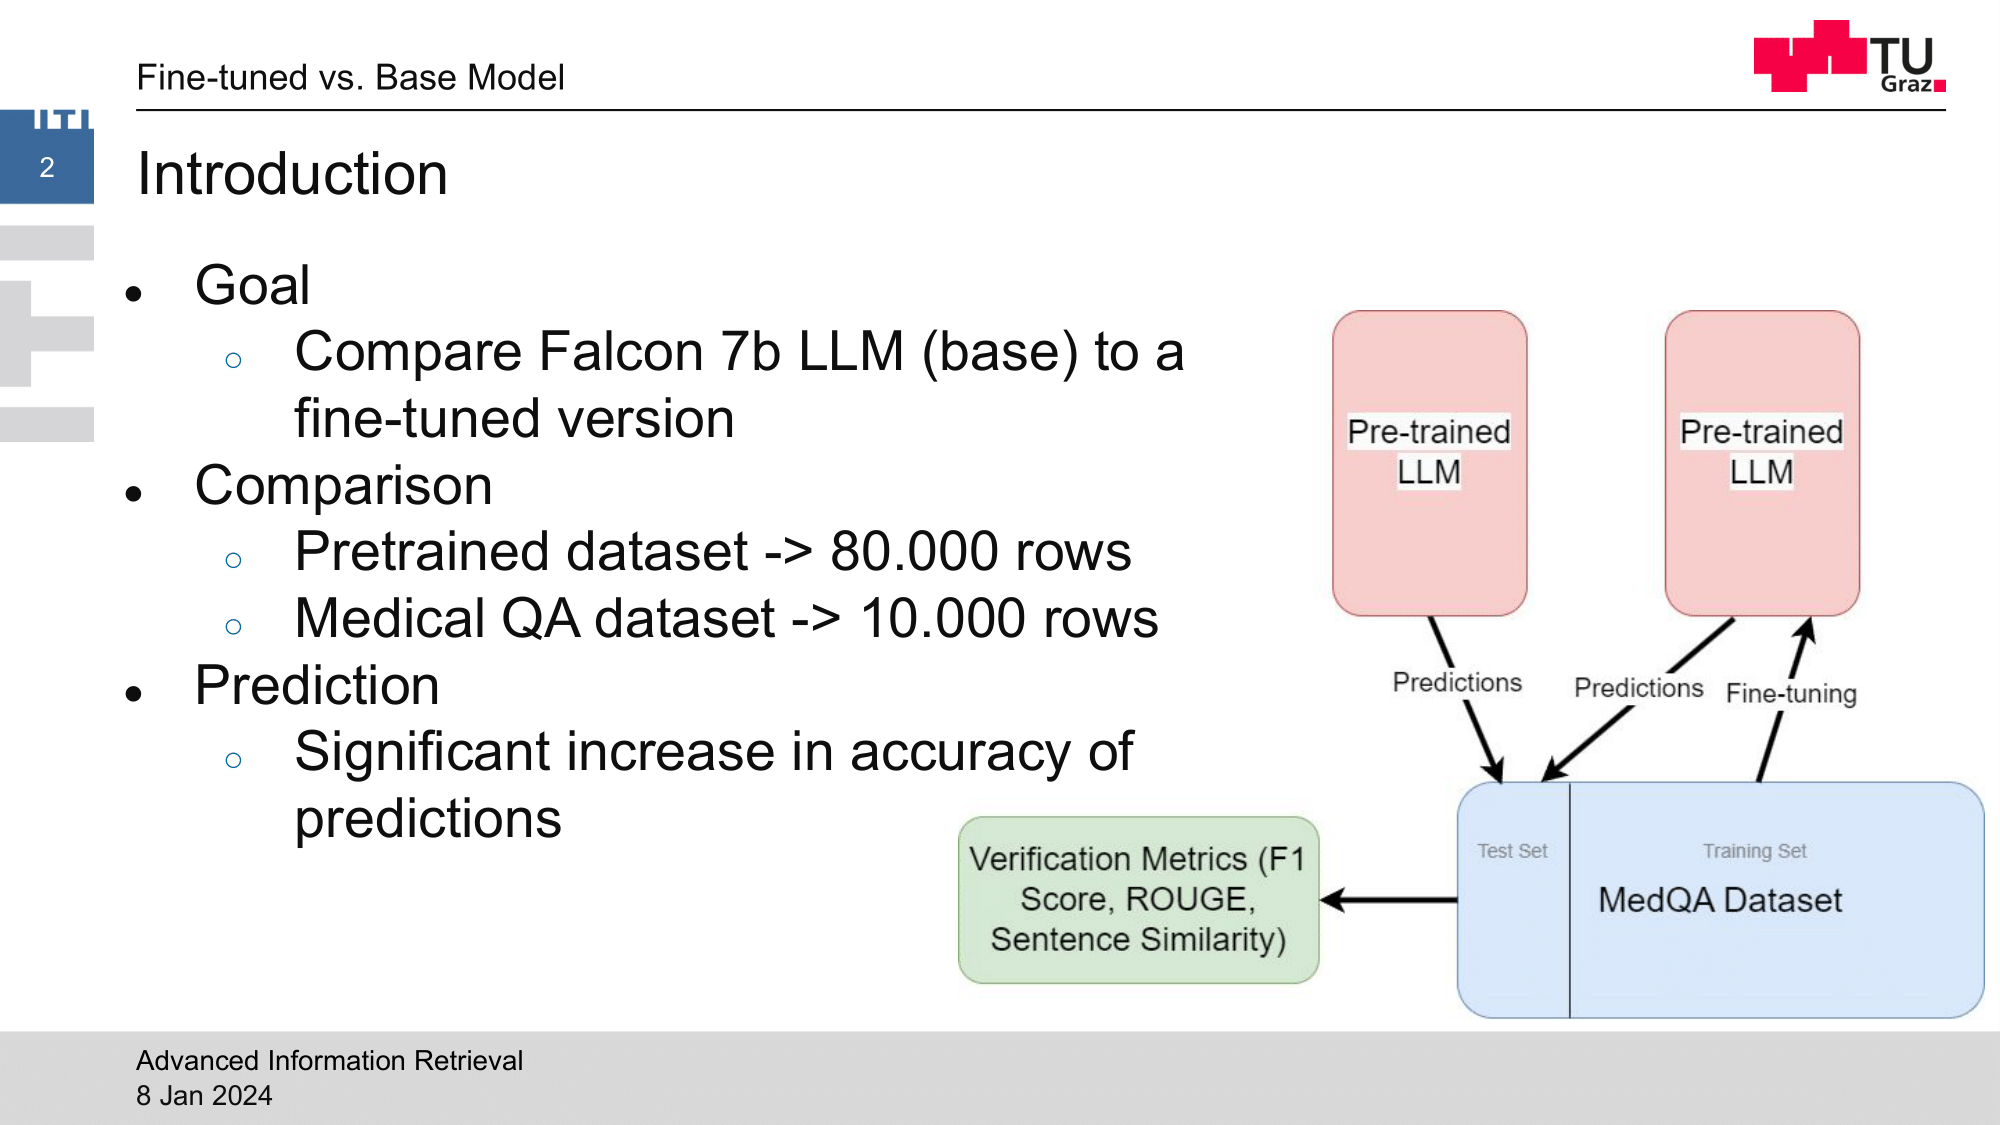 Fine-tuned vs. Base Model
TU
Graz
2
Introduction
● Goal
○ Compare Falcon 7b LLM (base) to a
fine-tuned version
● Comparison
○ Pretrained dataset -> 80.000 rows
○ Medical QA dataset -> 10.000 rows
● Prediction
○ Significant increase in accuracy of
predictions
Pre-trained
LLM
Pre-trained
LLM
Predictions
Predictions
Fine-tuning
Test Set
Training Set
MedQA Dataset
Verification Metrics (F1
Score, ROUGE,
Sentence Similarity)
Advanced Information Retrieval
8 Jan 2024